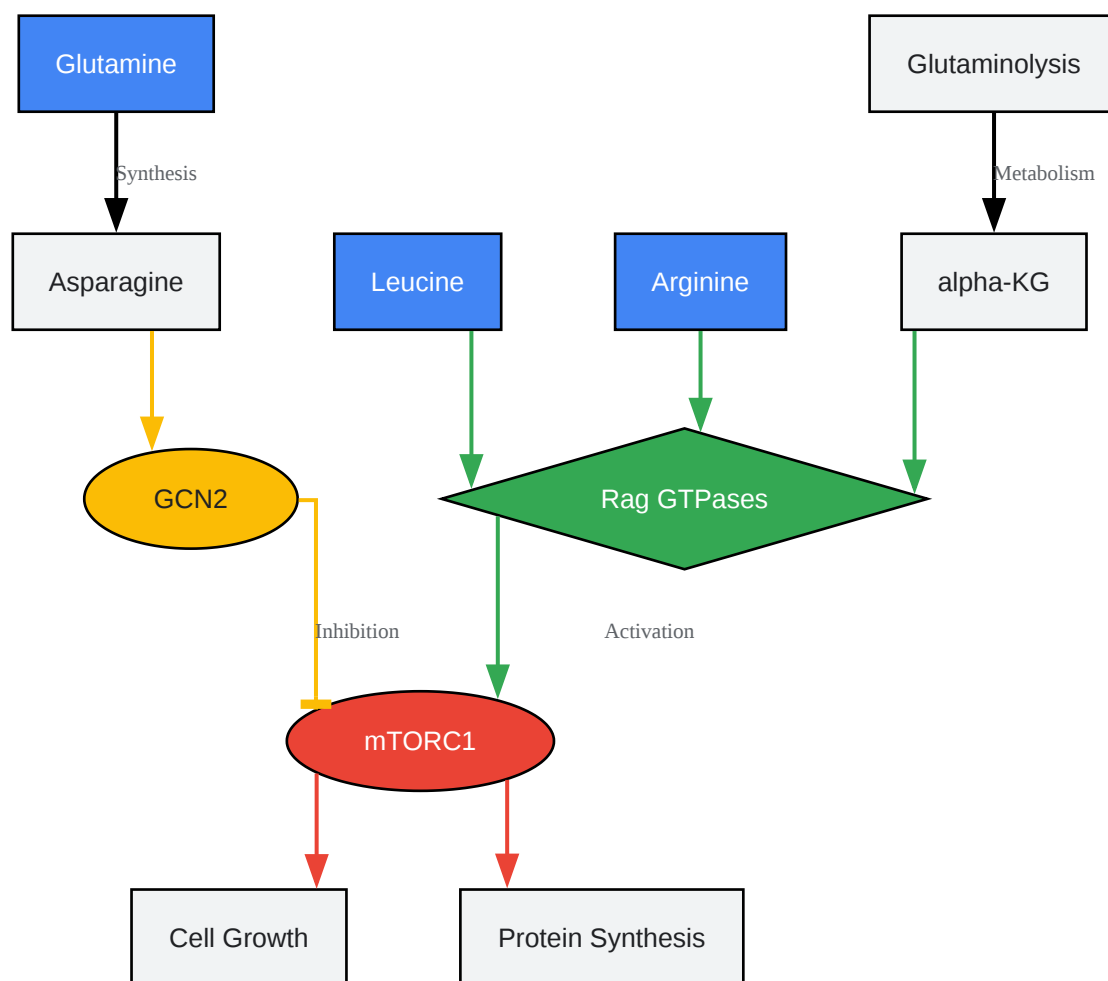 Glutamine
Glutaminolysis
Synthesis
Metabolism
Asparagine
Leucine
Arginine
alpha-KG
GCN2
Rag GTPases
Inhibition
Activation
mTORC1
Cell Growth
Protein Synthesis